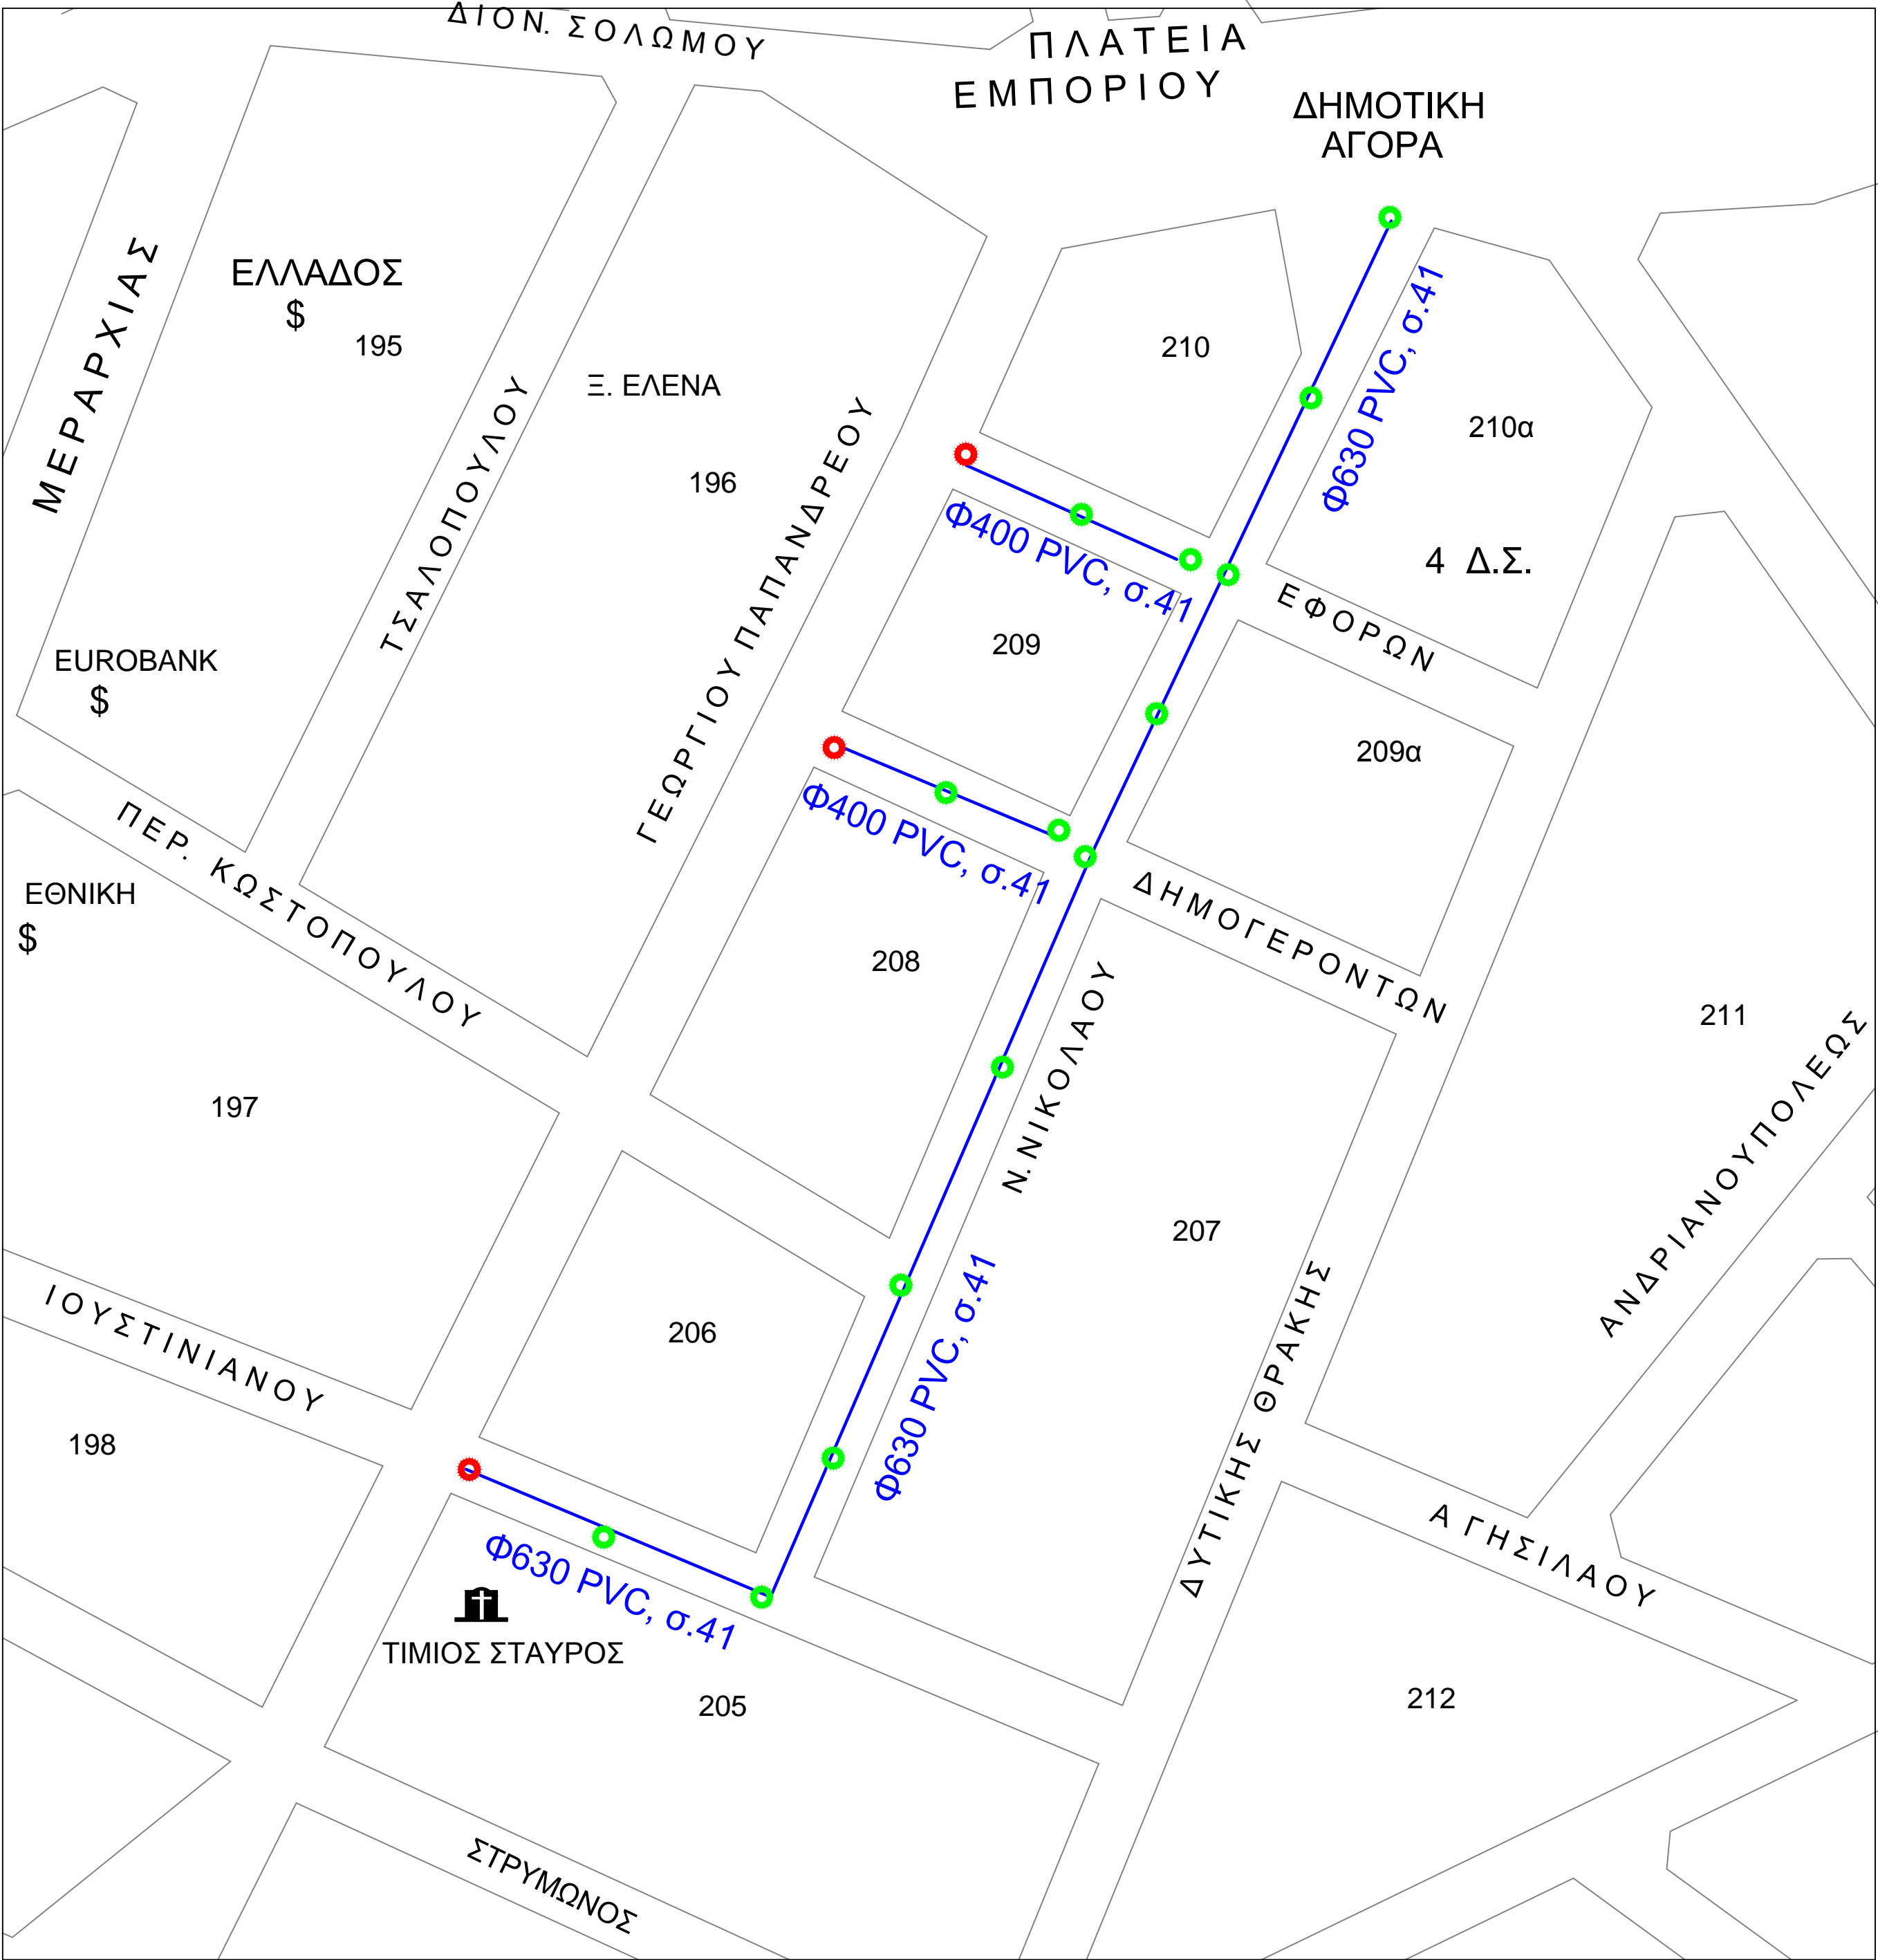 ΔΙΟΝ. ΣΟΛΩΜΟΥ
ΠΛΑΤΕΙΑ
ΕΜΠΟΡΙΟΥ
ΔΗΜΟΤΙΚΗ
ΑΓΟΡΑ
ΜΕΡΑΡΧΙΑΣ
ΕΛΛΑΔΟΣ
$
195
Ξ. ΕΛΕΝΑ
196
ΤΣΑΛΟΠΟΥΛΟΥ
ΓΕΩΡΓΙΟΥ ΠΑΠΑΝΔΡΕΟΥ
210
Φ630 PVC, σ.41
210α
4 Δ.Σ.
Φ400 PVC, σ.41
ΕΦΟΡΩΝ
209
209α
EUROBANK
$
ΠΕΡ. ΚΩΣΤΟΠΟΥΛΟΥ
Φ400 PVC, σ.41
ΔΗΜΟΓΕΡΟΝΤΩΝ
ΕΘΝΙΚΗ
$
208
Ν.ΝΙΚΟΛΑΟΥ
211
ΑΝΔΡΙΑΝΟΥΠΟΛΕΩΣ
197
207
ΙΟΥΣΤΙΝΙΑΝΟΥ
206
Φ630 PVC, σ.41
ΔΥΤΙΚΗΣ ΘΡΑΚΗΣ
198
Α ΓΗΣΙΛΑΟΥ
Φ630 PVC, σ.41
ΤΙΜΙΟΣ ΣΤΑΥΡΟΣ
205
212
ΣΤΡΥΜΩΝΟΣ